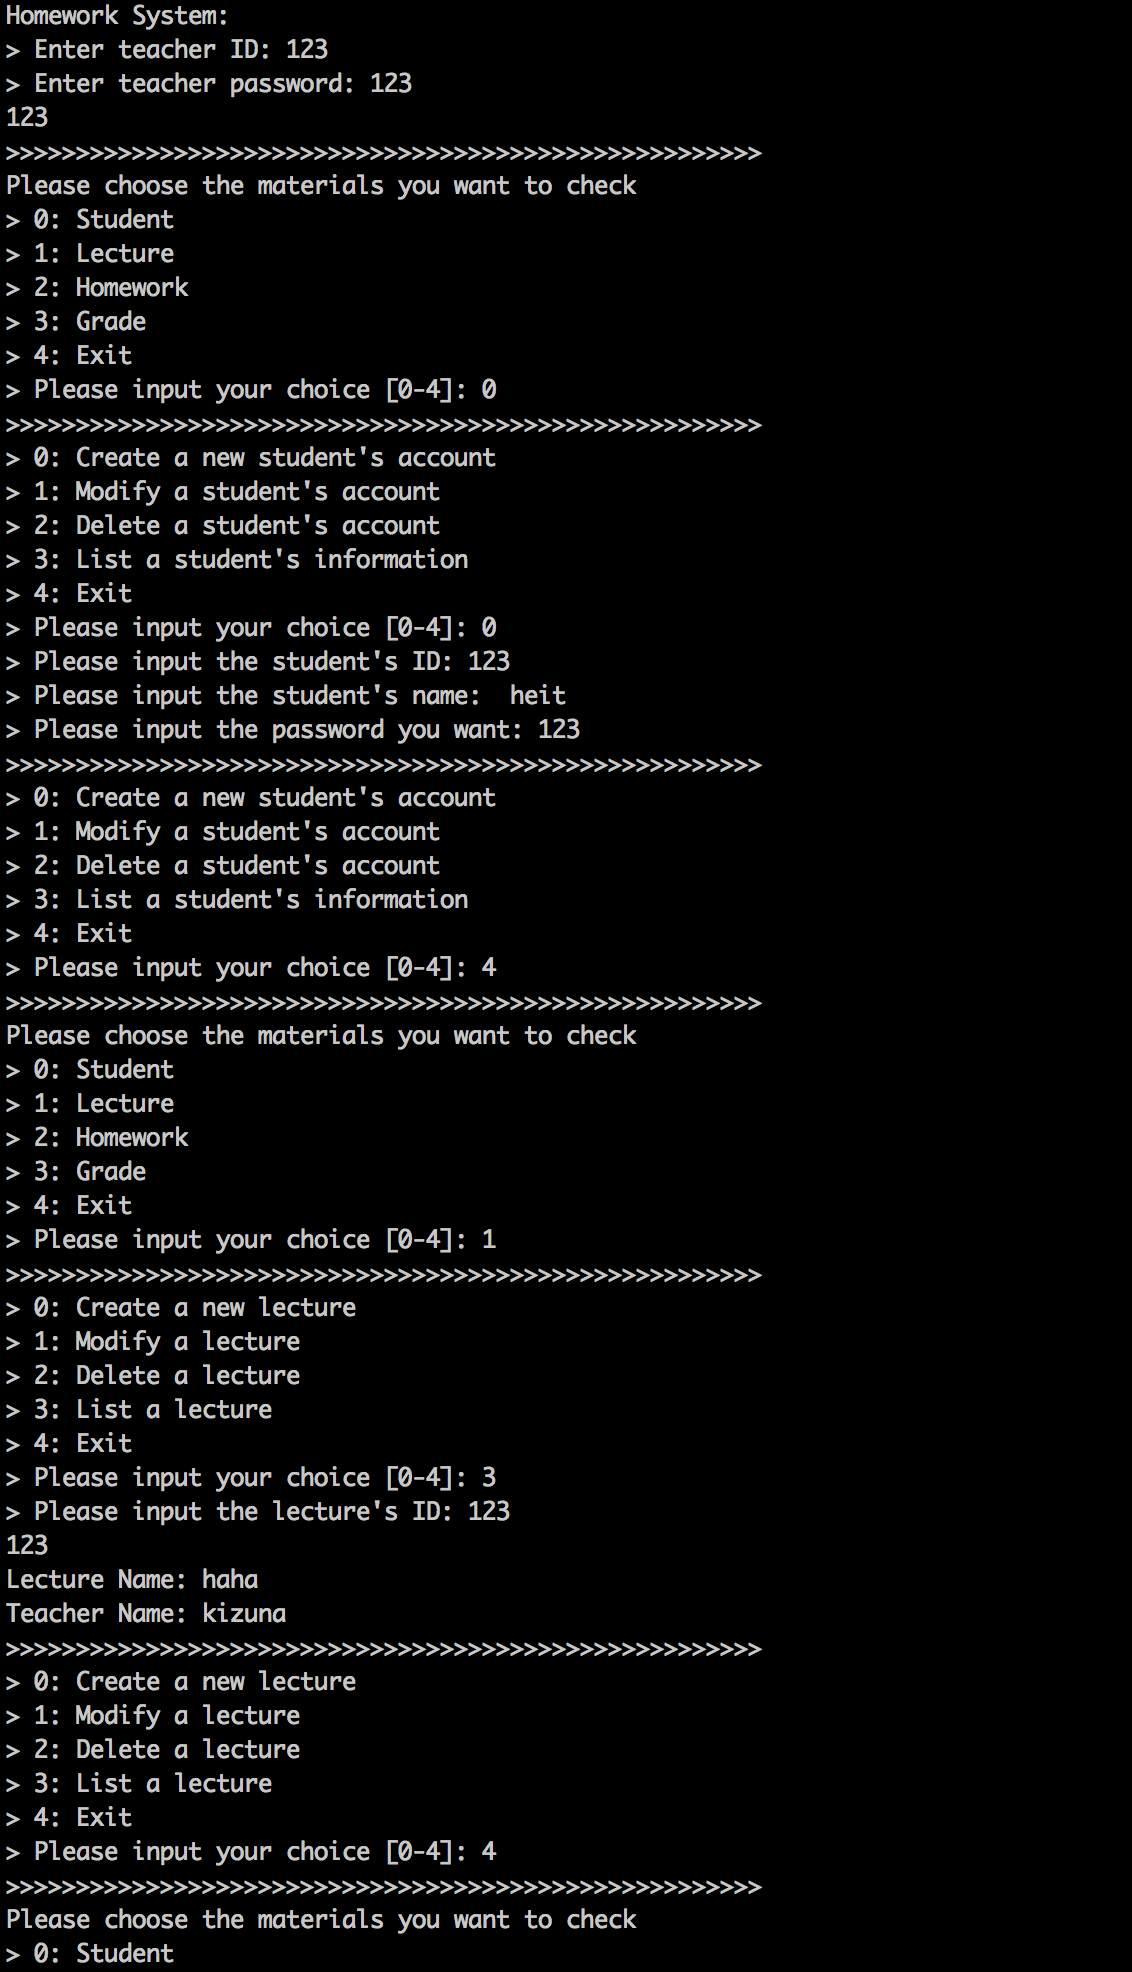 Homework System:
> Enter teacher ID: 123
> Enter teacher password: 123
123
>>>>>>>>>>>>>>>>>>>>>>>>>>>>>>>>>>>>>>>>>>>>>>>>>>>>>>
Please choose the materials you want to check
> 0: Student
> 1: Lecture
> 2: Homework
> 3: Grade
> 4: Exit
> Please input your choice [0-4]: 0
>>>>>>>>>>>>>>>>>>>>>>>>>>>>>>>>>>>>>>>>>>>>>>>>>>>>>>
> 0: Create a new student's account
> 1: Modify a student's account
> 2: Delete a student's account
> 3: List a student's information
> 4: Exit
> Please input your choice [0-4]: 0
> Please input the student's ID: 123
> Please input the student's name:  heit
> Please input the password you want: 123
>>>>>>>>>>>>>>>>>>>>>>>>>>>>>>>>>>>>>>>>>>>>>>>>>>>>>>
> 0: Create a new student's account
> 1: Modify a student's account
> 2: Delete a student's account
> 3: List a student's information
> 4: Exit
> Please input your choice [0-4]: 4
>>>>>>>>>>>>>>>>>>>>>>>>>>>>>>>>>>>>>>>>>>>>>>>>>>>>>>
Please choose the materials you want to check
> 0: Student
> 1: Lecture
> 2: Homework
> 3: Grade
> 4: Exit
> Please input your choice [0-4]: 1
>>>>>>>>>>>>>>>>>>>>>>>>>>>>>>>>>>>>>>>>>>>>>>>>>>>>>>
> 0: Create a new lecture
> 1: Modify a lecture
> 2: Delete a lecture
> 3: List a lecture
> 4: Exit
> Please input your choice [0-4]: 3
> Please input the lecture's ID: 123
123
Lecture Name: haha
Teacher Name: kizuna
>>>>>>>>>>>>>>>>>>>>>>>>>>>>>>>>>>>>>>>>>>>>>>>>>>>>>>
> 0: Create a new lecture
> 1: Modify a lecture
> 2: Delete a lecture
> 3: List a lecture
> 4: Exit
> Please input your choice [0-4]: 4
>>>>>>>>>>>>>>>>>>>>>>>>>>>>>>>>>>>>>>>>>>>>>>>>>>>>>>
Please choose the materials you want to check
> 0: Student